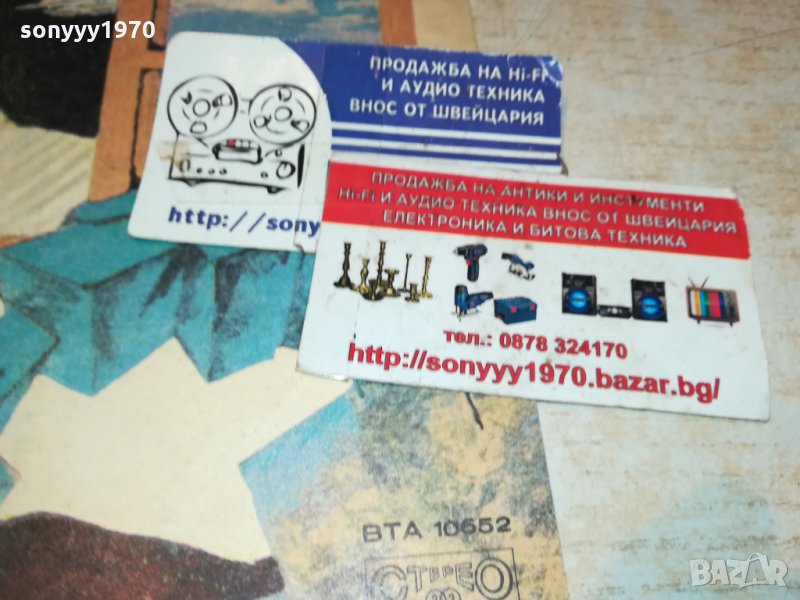 sonyyy1970
ПРОДАЖБА НА Hi-Fi
И АУДИО ТЕХНИКА
ВНОС ОТ ШВЕЙЦАРИЯ
http://sony
ПРОДАЖБА НА АНТИКИ И ИНСТРУМЕНТИ
Hi-Fi И АУДИО ТЕХНИКА ВНОС ОТ ШВЕЙЦАРИЯ
ЕЛЕКТРОНИКА И БИТОВА ТЕХНИКА
тел.: 0878 324170
http://sonyyy1970.bazar.bg/
ВТА 10652
СТЕРЕО
BAZAR